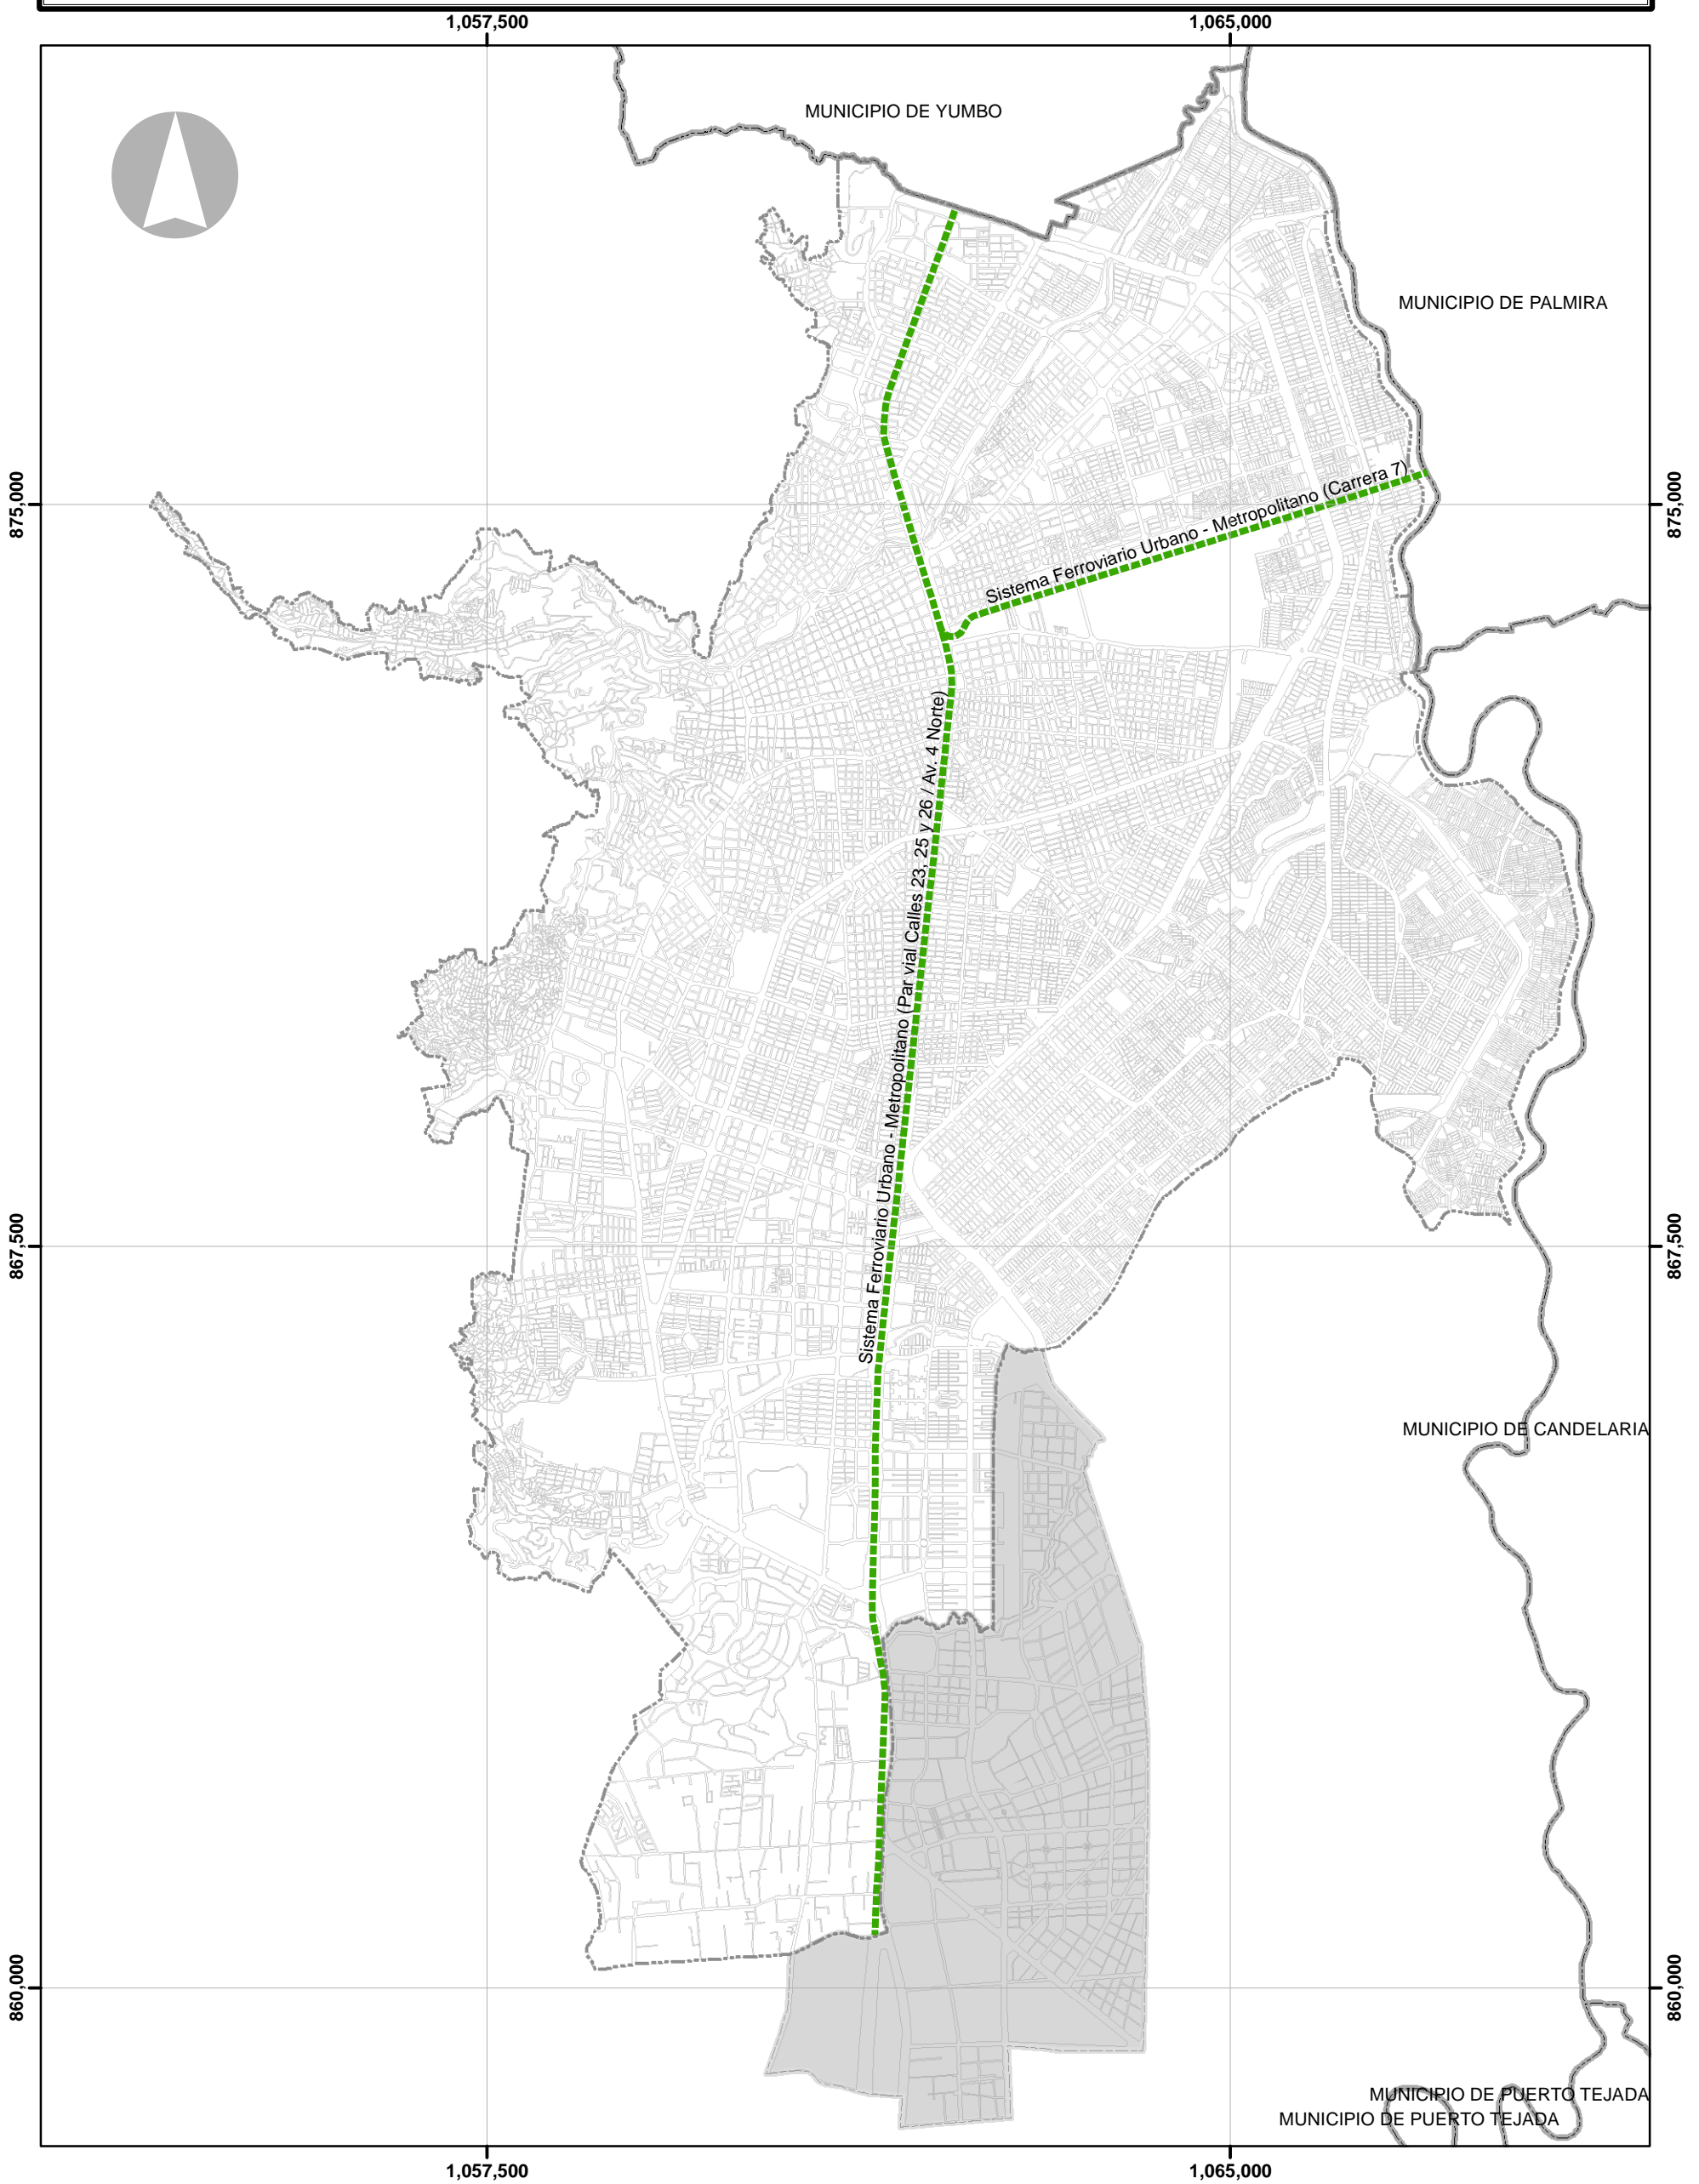 1,057,500
1,065,000
MUNICIPIO DE YUMBO
MUNICIPIO DE PALMIRA
875,000
875,000
Sistema Ferroviario Urbano - Metropolitano (Carrera 7)
Sistema Ferroviario Urbano - Metropolitano (Par vial Calles 23, 25 y 26 / Av. 4 Norte)
867,500
867,500
MUNICIPIO DE CANDELARIA
860,000
860,000
MUNICIPIO DE PUERTO TEJADA
MUNICIPIO DE PUERTO TEJADA
1,057,500
1,065,000